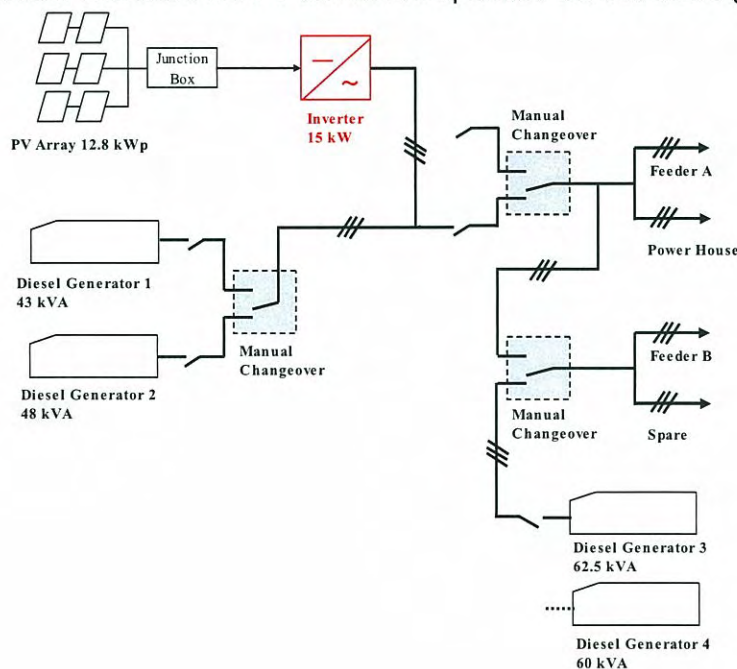 Junction
Box
PV Array 12.8 kWp
Inverter
15 kW
Manual
Changeover
Feeder A
Power House
Diesel Generator 1
43 kVA
Diesel Generator 2
48 kVA
Manual
Changeover
Feeder B
Manual
Changeover
Spare
Diesel Generator 3
62.5 kVA
Diesel Generator 4
60 kVA